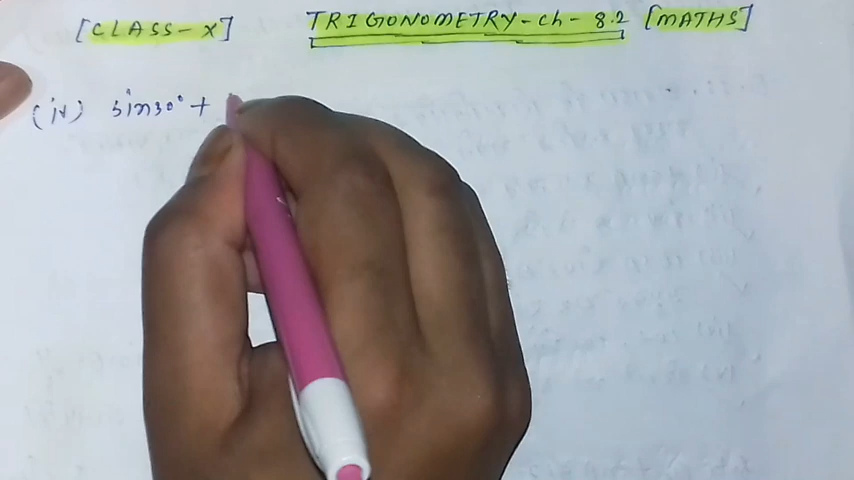 [CLASS-X] TRIGONOMETRY-Ch-8.2 [MATHS]
(iv) sin30° +